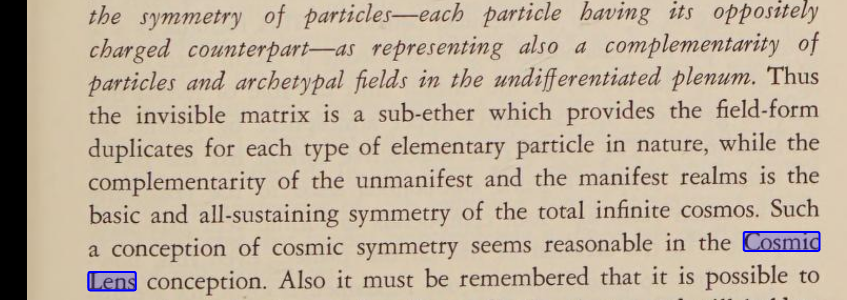 the symmetry of particles—each particle having its oppositely
charged counterpart—as representing also a complementarity of
particles and archetypal fields in the undifferentiated plenum. Thus
the invisible matrix is a sub-ether which provides the field-form
duplicates for each type of elementary particle in nature, while the
complementarity of the unmanifest and the manifest realms is the
basic and all-sustaining symmetry of the total infinite cosmos. Such
a conception of cosmic symmetry seems reasonable in the Cosmic
Lens conception. Also it must be remembered that it is possible to